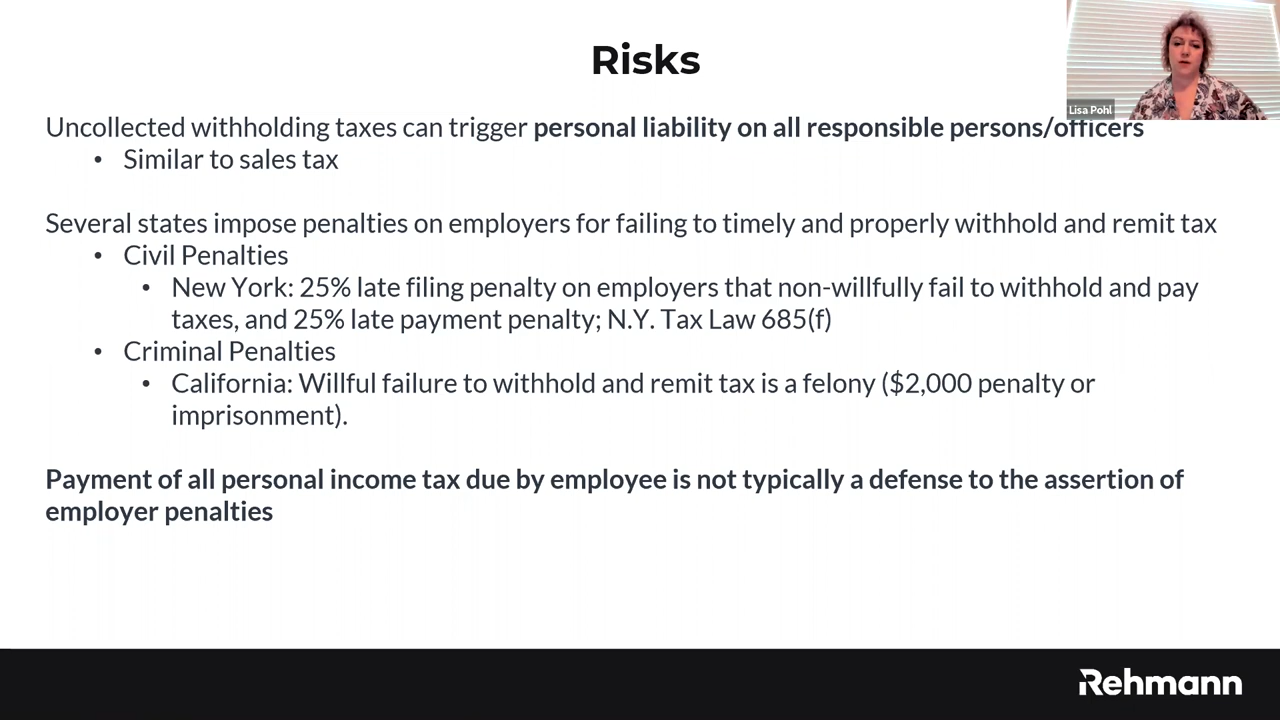 Risks
Lisa Pohl
Uncollected withholding taxes can trigger personal liability on all responsible persons/officers
• Similar to sales tax
Several states impose penalties on employers for failing to timely and properly withhold and remit tax
• Civil Penalties
• New York: 25% late filing penalty on employers that non-willfully fail to withhold and pay
taxes, and 25% late payment penalty; N.Y. Tax Law 685(f)
• Criminal Penalties
• California: Willful failure to withhold and remit tax is a felony ($2,000 penalty or
imprisonment).
Payment of all personal income tax due by employee is not typically a defense to the assertion of
employer penalties
Rehmann